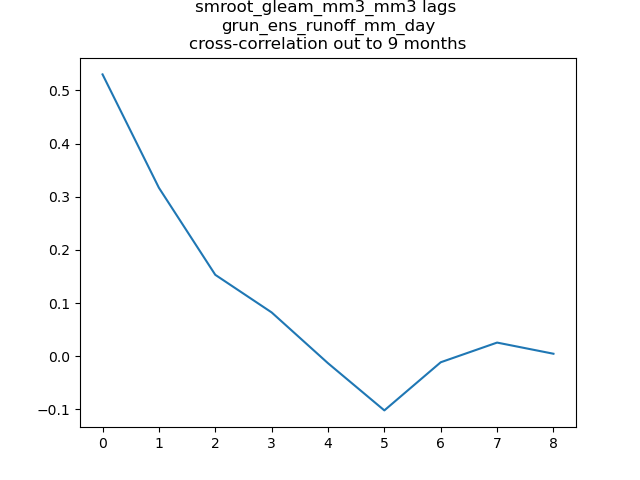 smroot_gleam_mm3_mm3 lags
grun_ens_runoff_mm_day
cross-correlation out to 9 months
0.5
0.4
0.3
0.2
0.1
0.0
−0.1
0 1 2 3 4 5 6 7 8